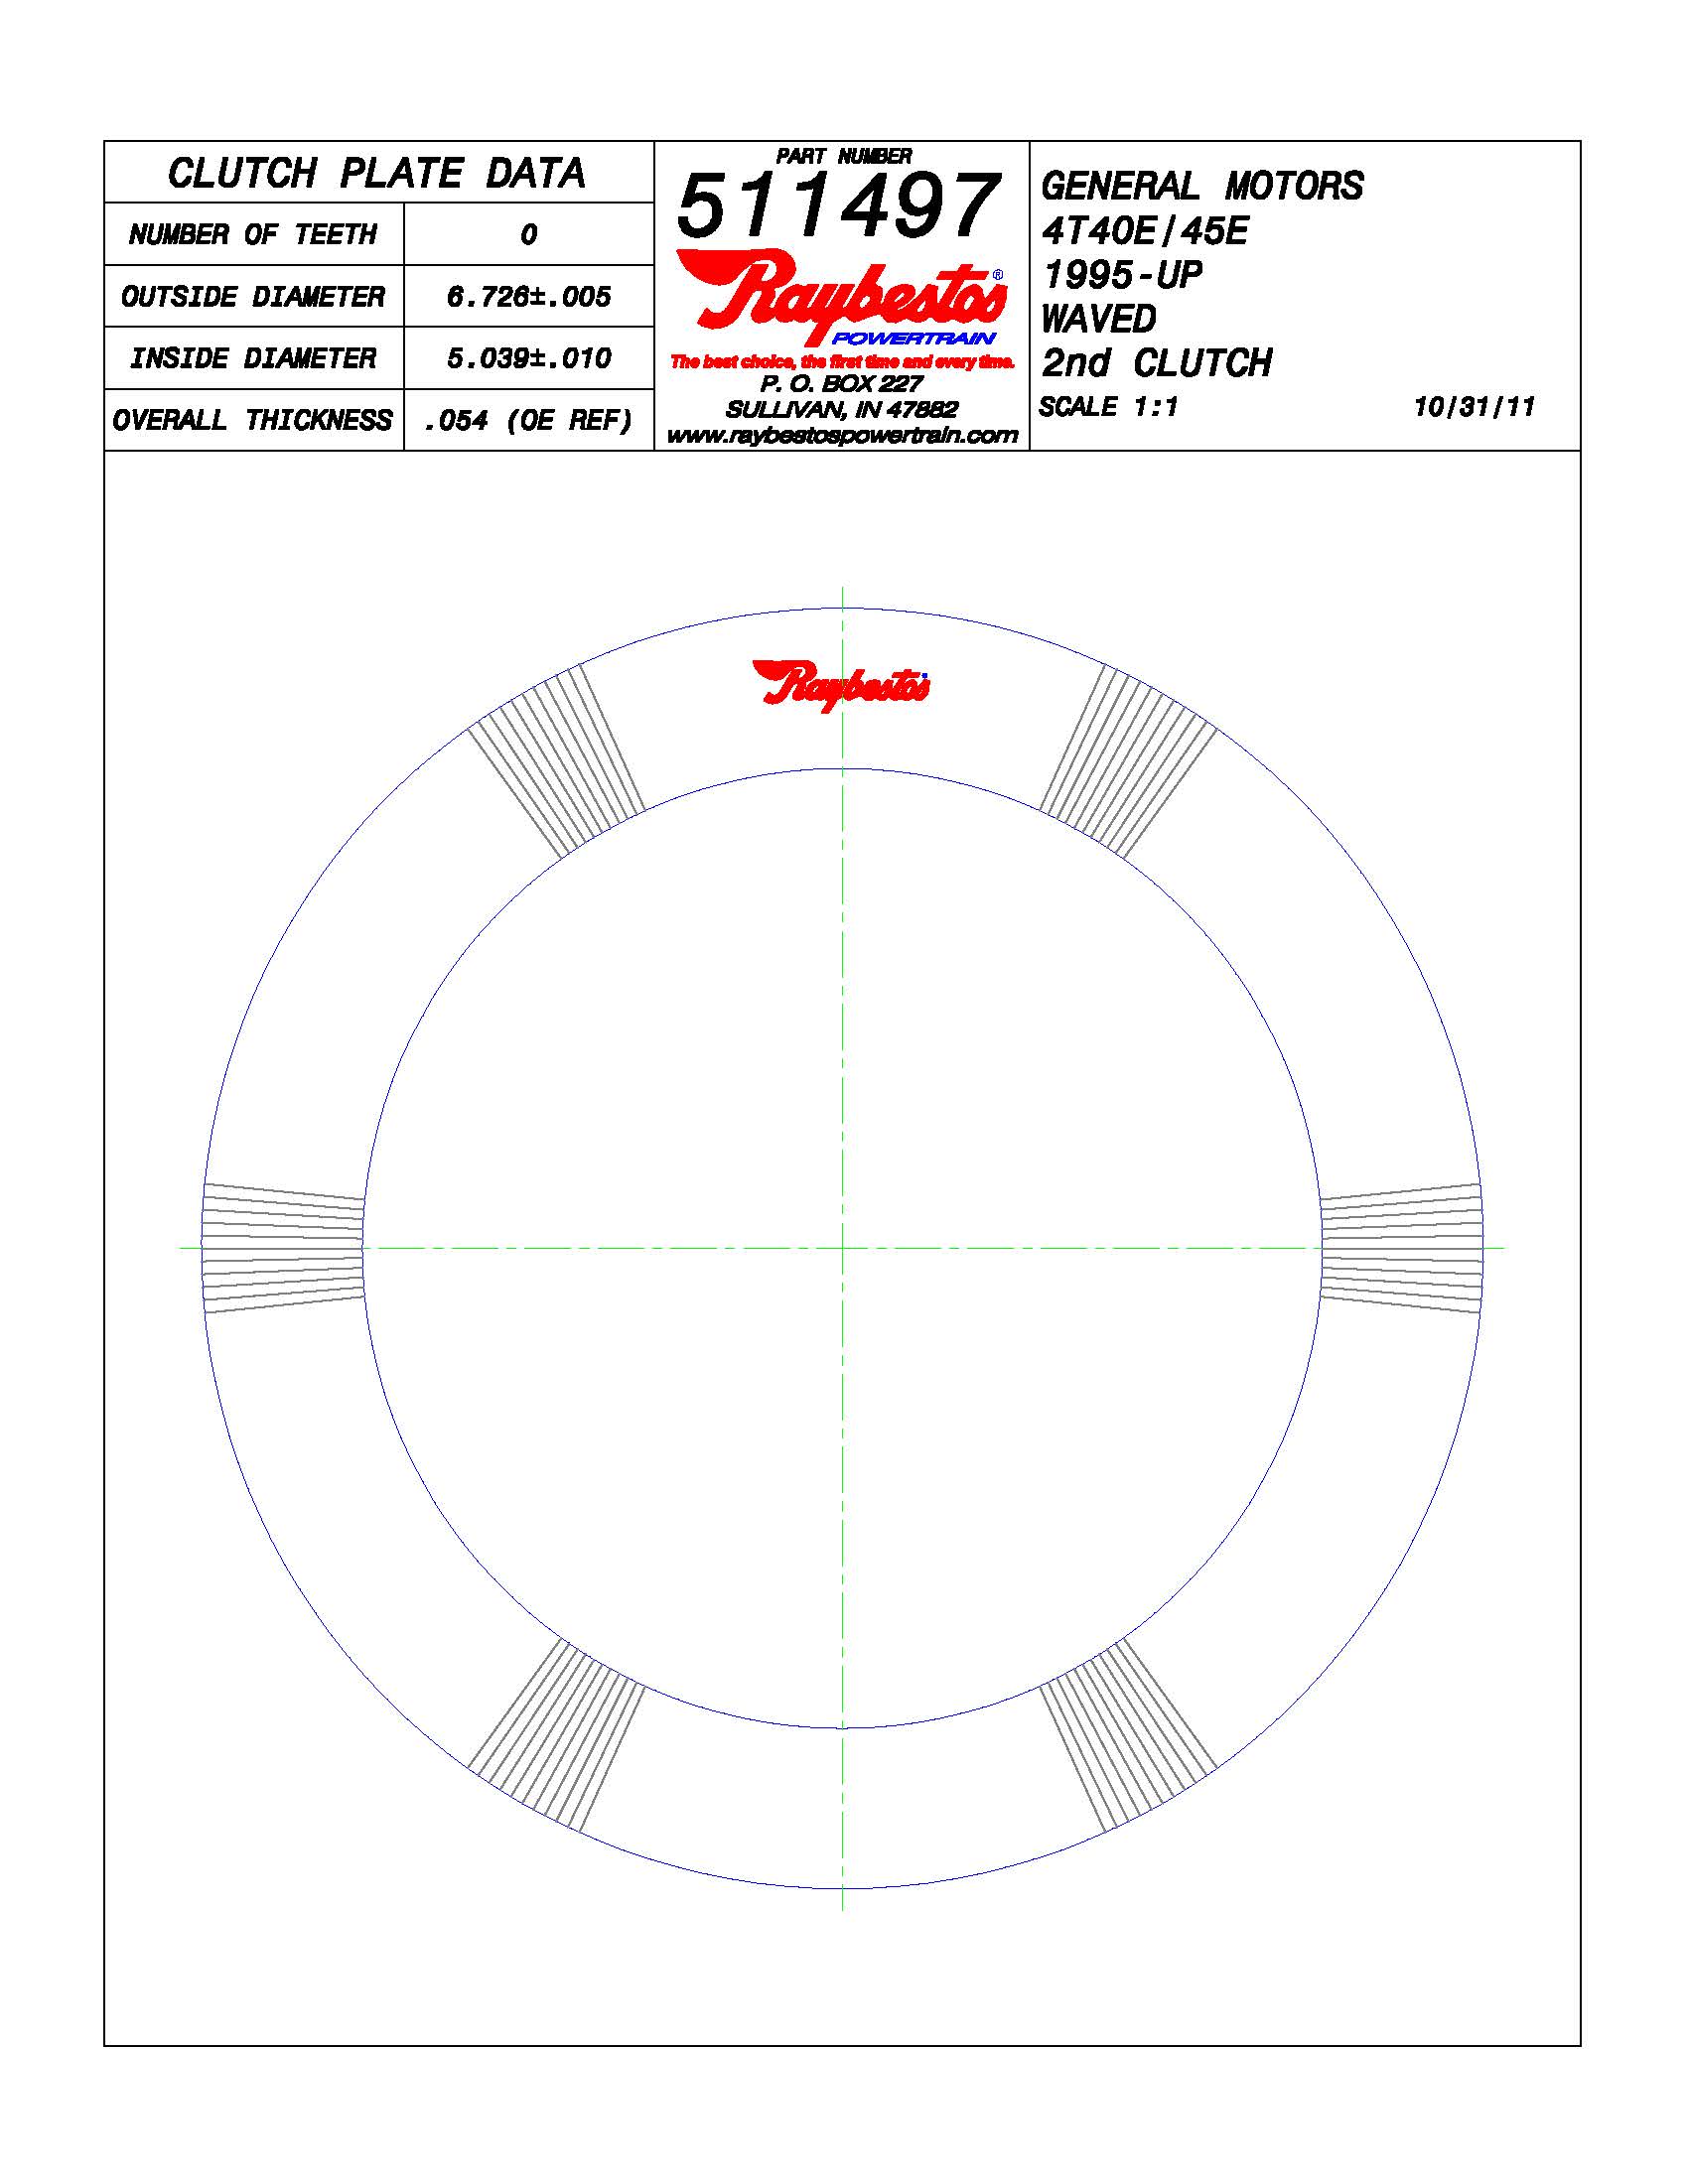 CLUTCH PLATE DATA
NUMBER OF TEETH 0
OUTSIDE DIAMETER 6.726±.005
INSIDE DIAMETER 5.039±.010
OVERALL THICKNESS .054 (OE REF)
PART NUMBER
511497
Raybestos®
POWERTRAIN
The best choice, the first time and every time.
P. O. BOX 227
SULLIVAN, IN 47882
www.raybestospowertrain.com
GENERAL MOTORS
4T40E/45E
1995-UP
WAVED
2nd CLUTCH
SCALE 1:1 10/31/11
Raybestos